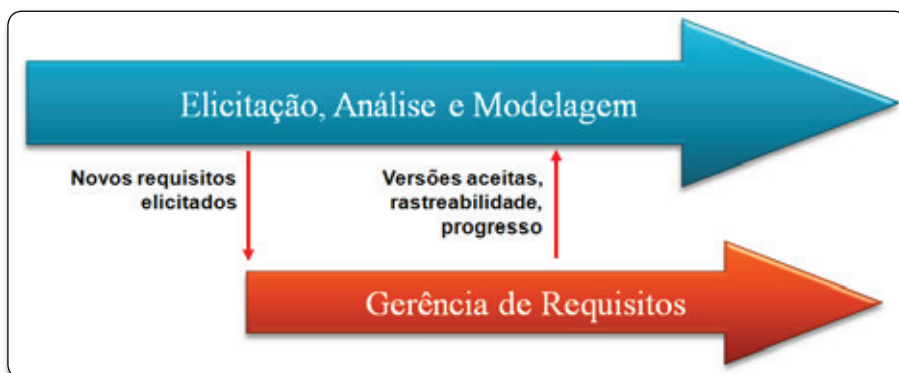 Elicitação, Análise e Modelagem
Novos requisitos
elicitados
Versões aceitas,
rastreabilidade,
progresso
Gerência de Requisitos